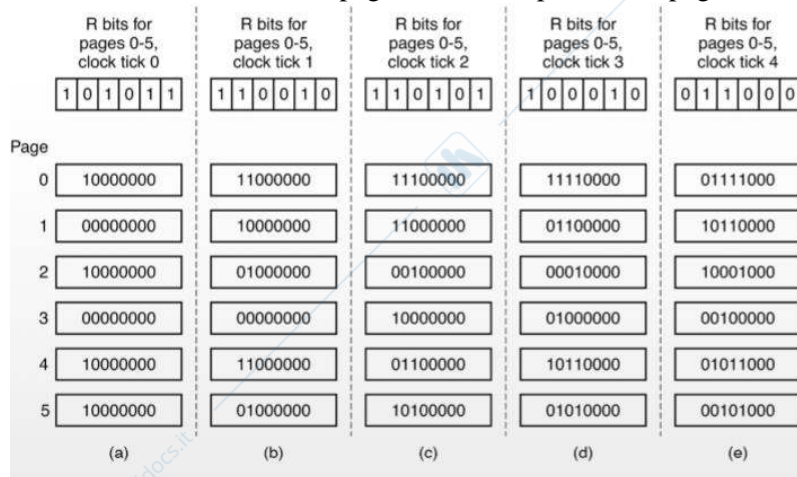 R bits for R bits for R bits for R bits for R bits for
pages 0-5, pages 0-5, pages 0-5, pages 0-5, pages 0-5,
clock tick 0 clock tick 1 clock tick 2 clock tick 3 clock tick 4
1 0 1 0 1 1 1 1 0 0 1 0 1 1 0 1 0 1 1 0 0 0 1 0 0 1 1 0 0 0
Page
0 10000000 11000000 11100000 11110000 01111000
1 00000000 10000000 11000000 01100000 10110000
2 10000000 01000000 00100000 00010000 10001000
3 00000000 00000000 10000000 01000000 00100000
4 10000000 11000000 01100000 10110000 01011000
5 10000000 01000000 10100000 01010000 00101000
(a) (b) (c) (d) (e)
docs.it